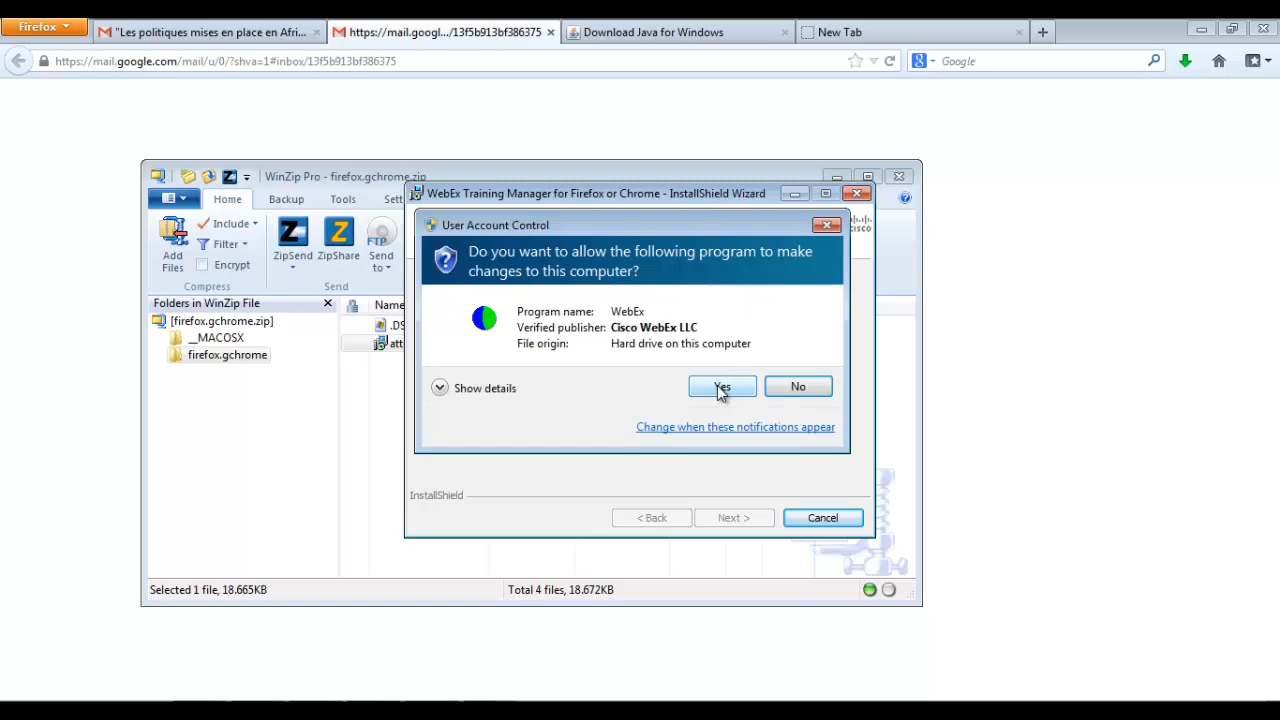 Firefox
"Les politiques mises en place en Afri...
https://mail.googl.../13f5b913bf386375
Download Java for Windows
New Tab
https://mail.google.com/mail/u/0/?shva=1#inbox/13f5b913bf386375
Google
WinZip Pro - firefox.gchrome.zip
Home
Backup
Tools
Sett
WebEx Training Manager for Firefox or Chrome - InstallShield Wizard
Add
Files
Include
Filter
Encrypt
Compress
ZipSend
ZipShare
FTP
Send
to
Send
cisco
User Account Control
Do you want to allow the following program to make
changes to this computer?
Program name: WebEx
Verified publisher: Cisco WebEx LLC
File origin: Hard drive on this computer
Show details
Yes
No
Change when these notifications appear
Folders in WinZip File
Name
[firefox.gchrome.zip]
__MACOSX
firefox.gchrome
.DS
att
InstallShield
< Back
Next >
Cancel
Selected 1 file, 18.665KB
Total 4 files, 18.672KB